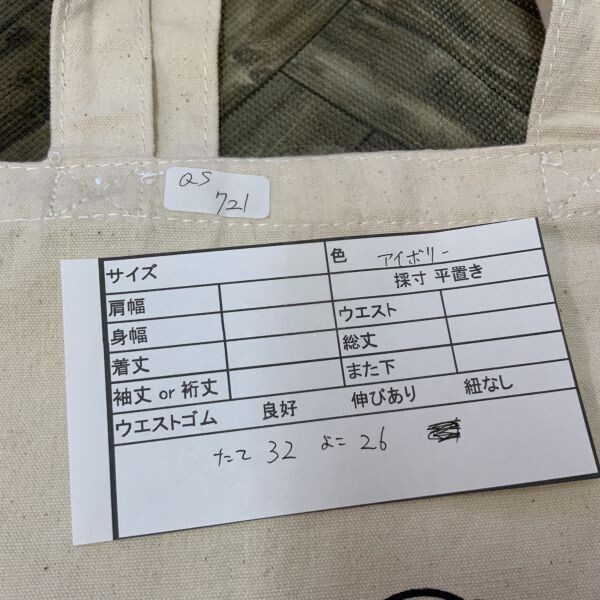 QS
721
サイズ 色 アイボリー
肩幅 採寸 平置き
身幅 ウエスト
着丈 総丈
袖丈 or 裄丈 また下
ウエストゴム 良好 伸びあり 紐なし
たて 32 よこ 26